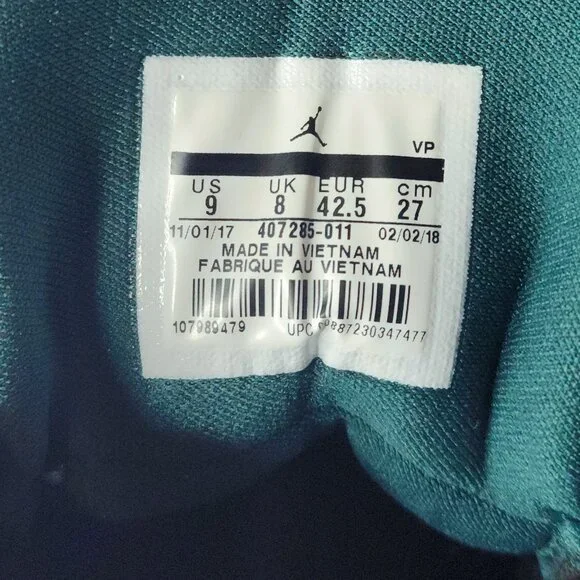 VP
US UK EUR cm
9 8 42.5 27
11/01/17 407285-011 02/02/18
MADE IN VIETNAM
FABRIQUE AU VIETNAM
107989479 UPC 00887230347477